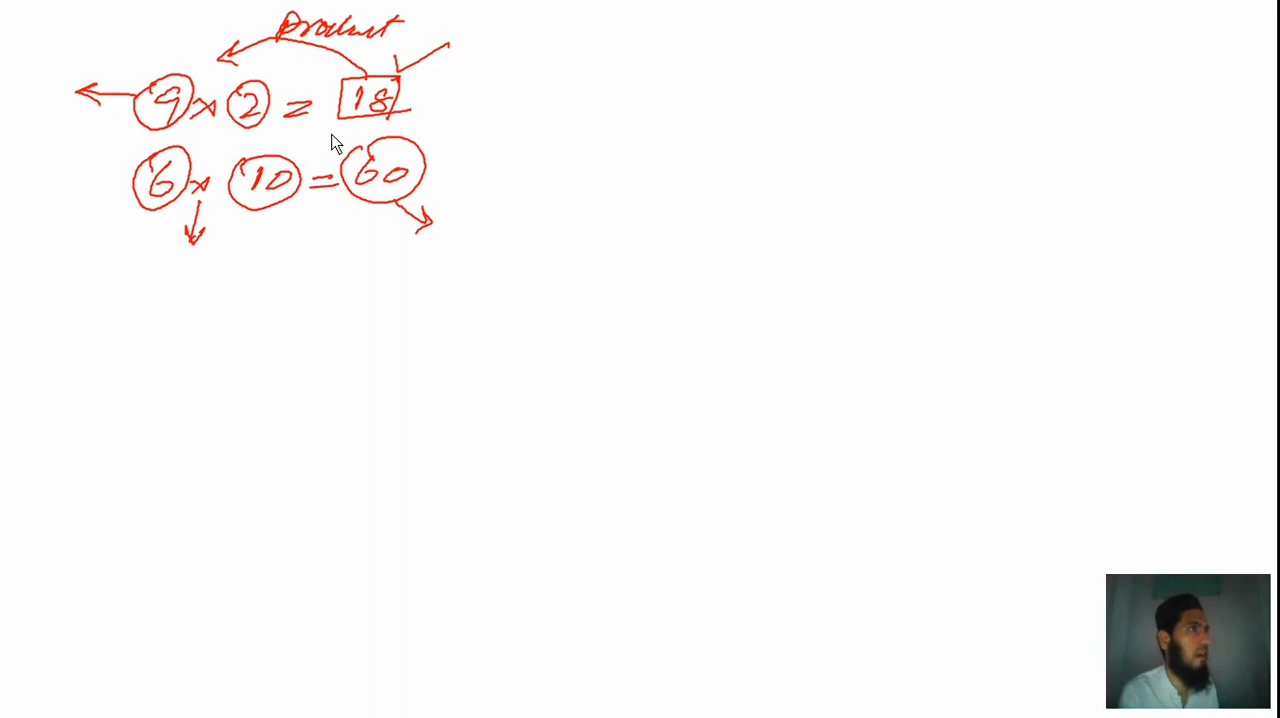 Product
9 x 2 = 18
6 x 10 = 60